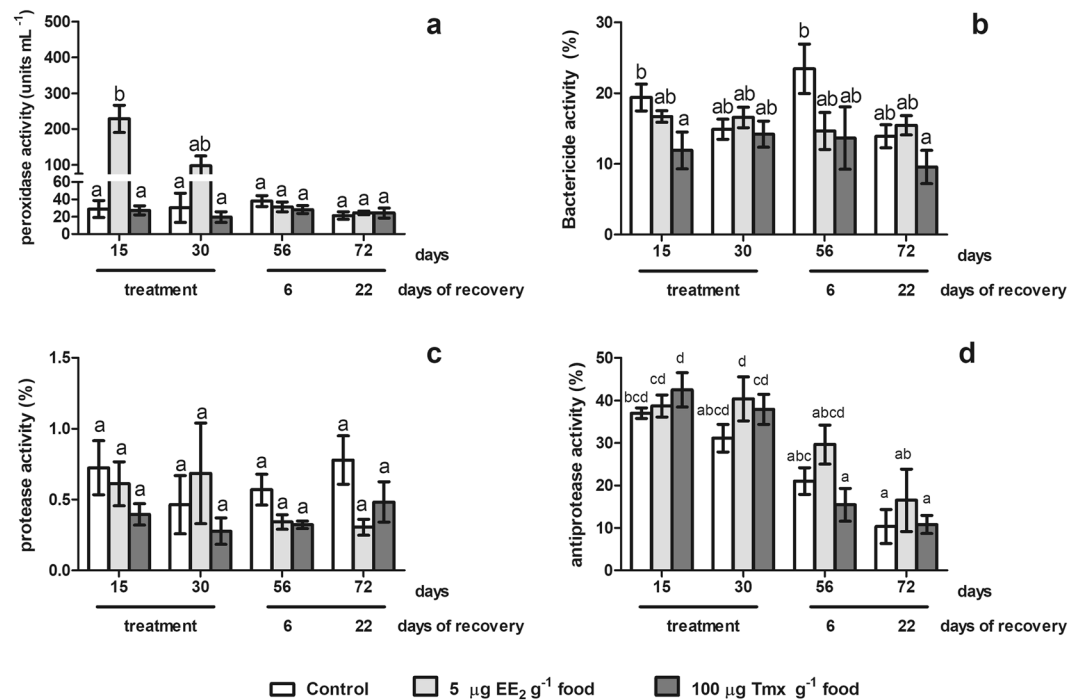 a
peroxidase activity (units mL-1)
500
400
300
200
100
60
40
20
0
a b a
a ab a
a a a
a a a
15 30 56 72 days
treatment 6 22 days of recovery
b
Bactericide activity (%)
30
20
10
0
b ab a
ab ab ab
b ab ab
ab ab a
15 30 56 72 days
treatment 6 22 days of recovery
c
protease activity (%)
1.5
1.0
0.5
0.0
a a a
a a a
a a a
a a a
15 30 56 72 days
treatment 6 22 days of recovery
d
antiprotease activity (%)
50
40
30
20
10
0
bcd cd d
abcd d cd
abc abcd a
a ab a
15 30 56 72 days
treatment 6 22 days of recovery
Control 5 µg EE2 g-1 food 100 µg Tmx g-1 food